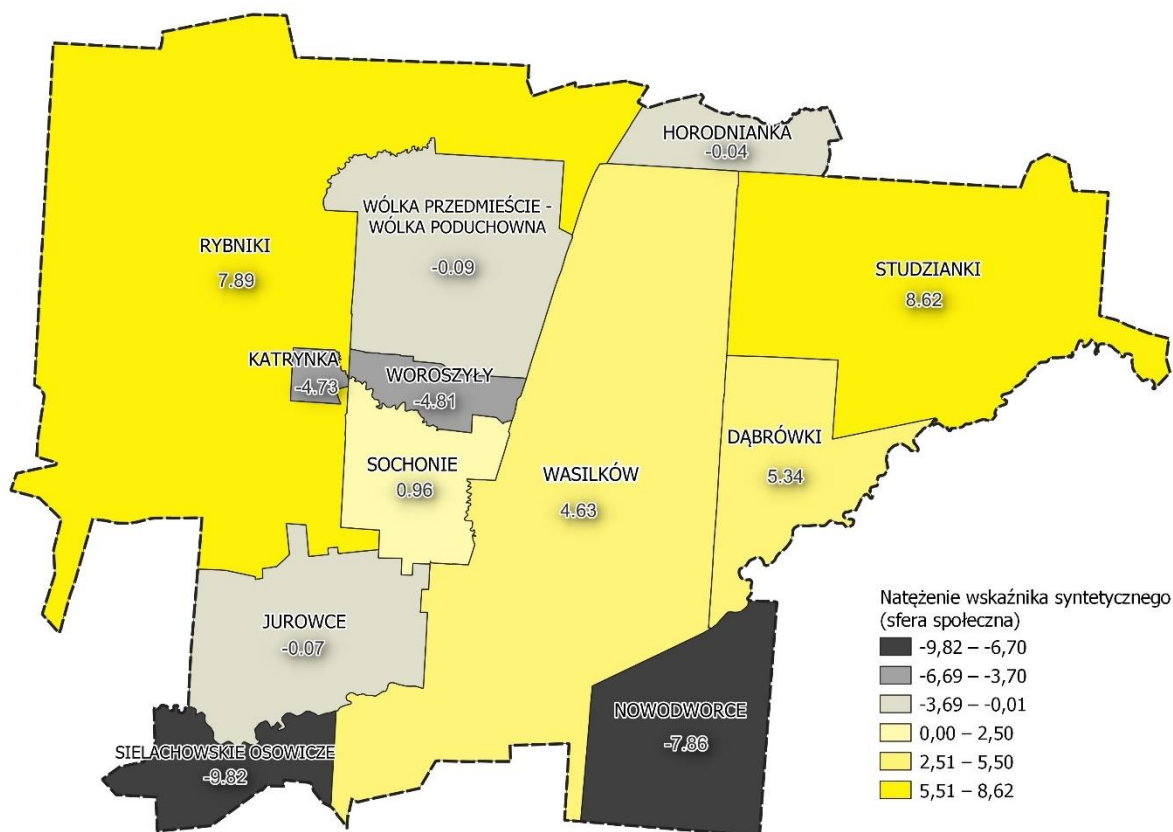 HORODNIANKA
-0.04
WÓLKA PRZEDMIEŚCIE -
WÓLKA PODUCHOWNA
-0.09
RYBNIKI
7.89
STUDZIANKI
8.62
KATRYNKA
-4.73
WOROSZYŁY
-4.81
DĄBRÓWKI
5.34
SOCHONIE
0.96
WASILKÓW
4.63
JUROWCE
-0.07
NOWODWORCE
-7.86
SIELACHOWSKIE OSOWICZE
-9.82
Natężenie wskaźnika syntetycznego
(sfera społeczna)
-9,82 – -6,70
-6,69 – -3,70
-3,69 – -0,01
0,00 – 2,50
2,51 – 5,50
5,51 – 8,62